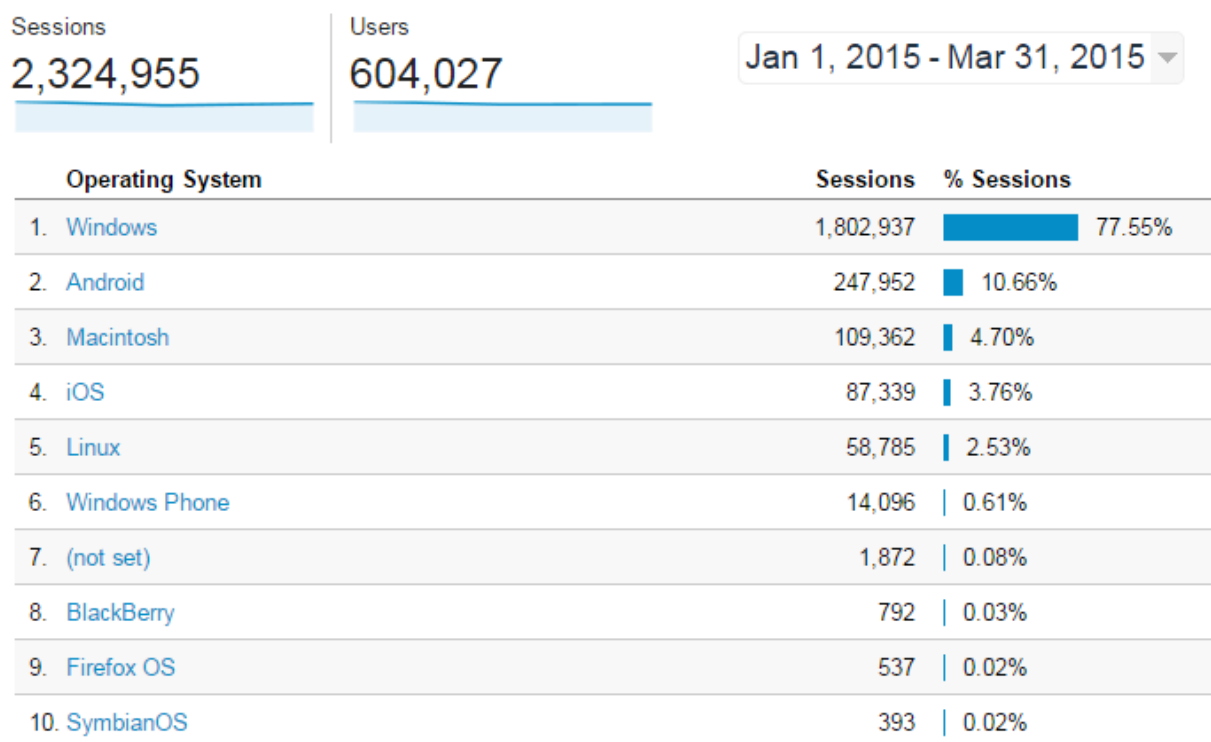 Sessions Users
2,324,955 604,027 Jan 1, 2015 - Mar 31, 2015
Operating System Sessions % Sessions
1. Windows 1,802,937 77.55%
2. Android 247,952 10.66%
3. Macintosh 109,362 4.70%
4. iOS 87,339 3.76%
5. Linux 58,785 2.53%
6. Windows Phone 14,096 0.61%
7. (not set) 1,872 0.08%
8. BlackBerry 792 0.03%
9. Firefox OS 537 0.02%
10. SymbianOS 393 0.02%